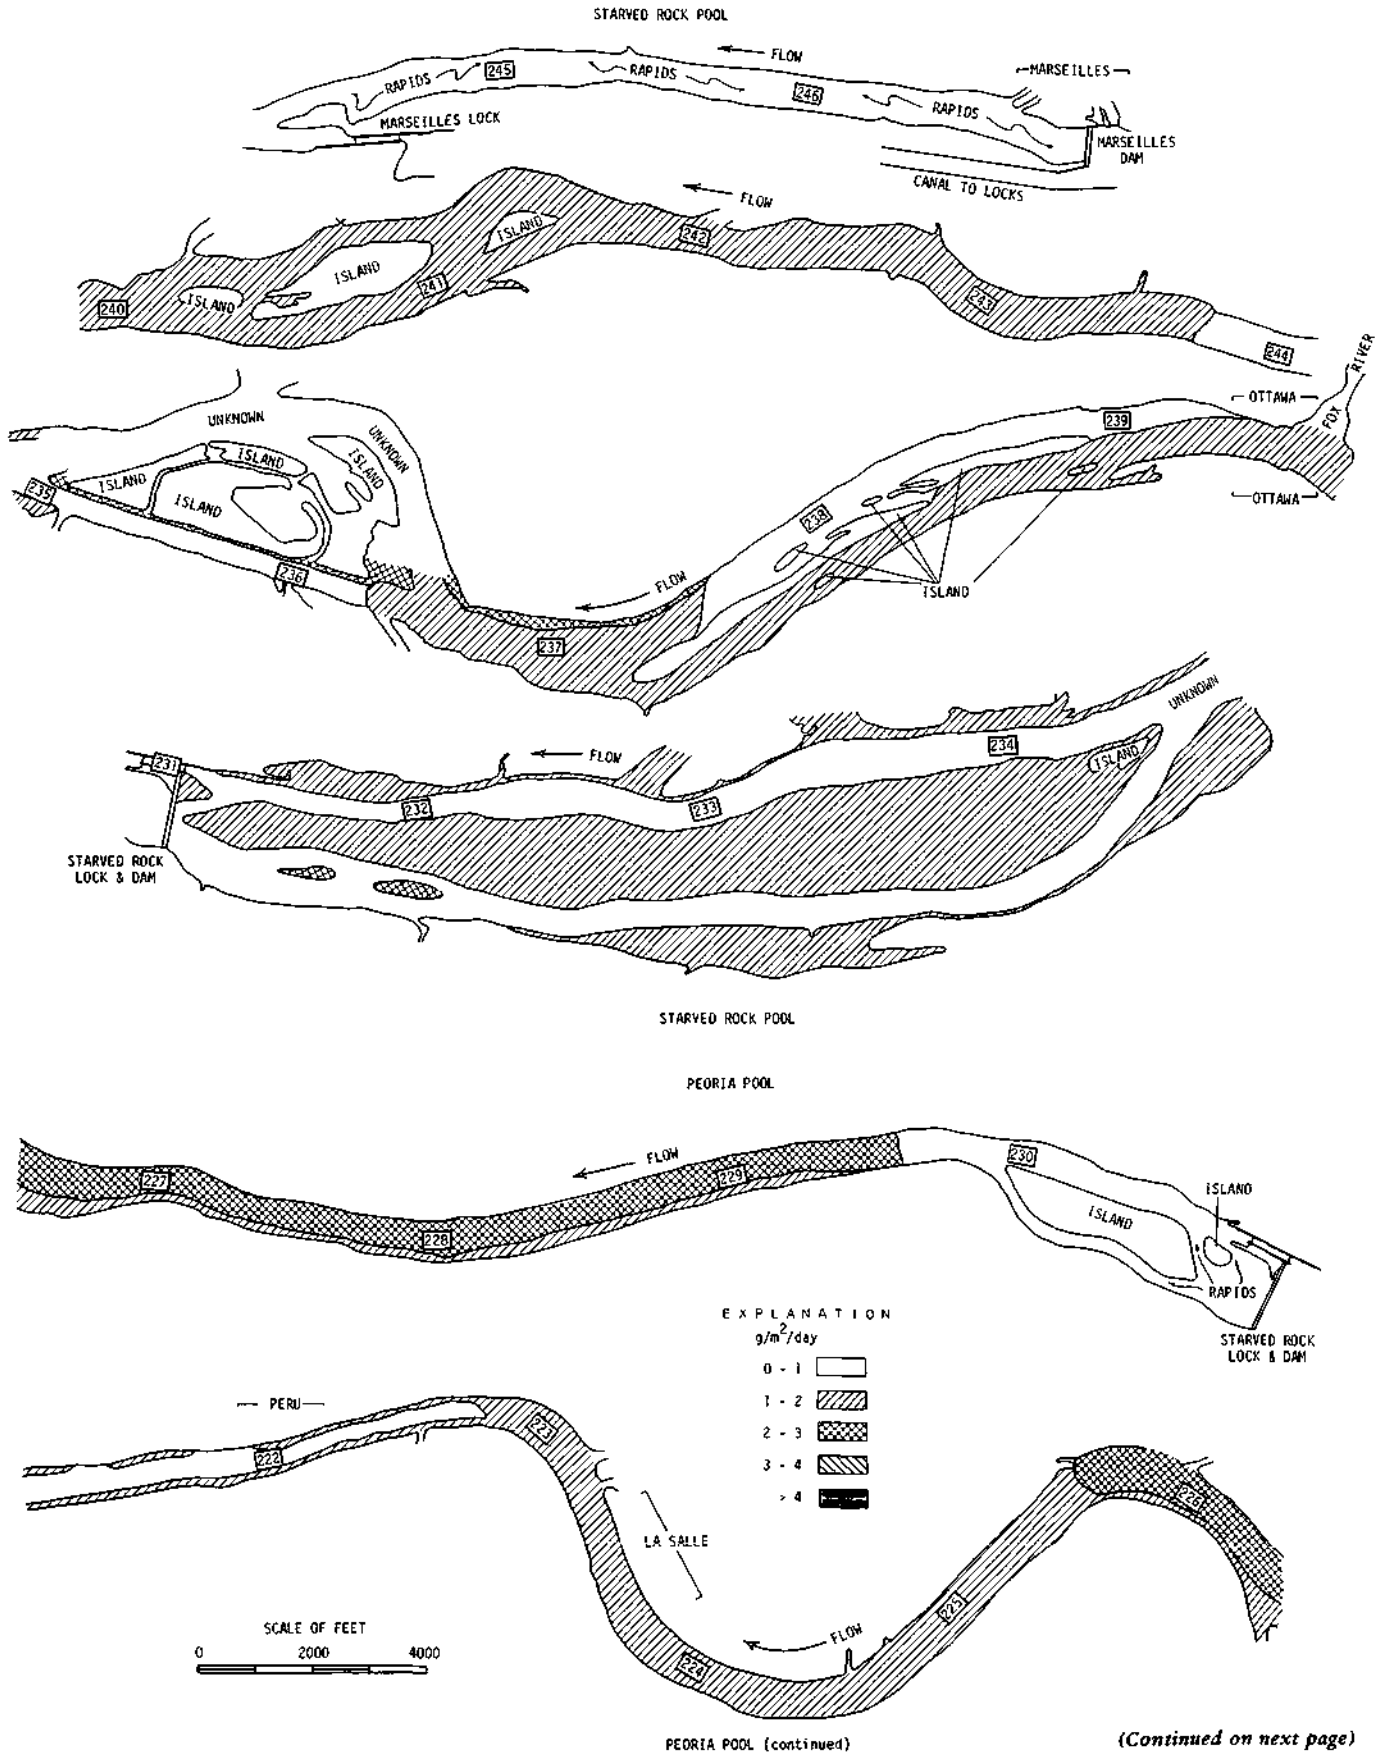 STARVED ROCK POOL
FLOW
MARSEILLES
RAPIDS
245
RAPIDS
246
RAPIDS
MARSEILLES LOCK
MARSEILLES
DAM
CANAL TO LOCKS
FLOW
ISLAND
242
ISLAND
241
ISLAND
240
243
244
RIVER
FOX
OTTAWA
239
OTTAWA
UNKNOWN
UNKNOWN
ISLAND
ISLAND
ISLAND
ISLAND
235
236
238
FLOW
ISLAND
237
UNKNOWN
234
ISLAND
FLOW
231
232
233
STARVED ROCK
LOCK & DAM
STARVED ROCK POOL
PEORIA POOL
FLOW
230
229
227
228
ISLAND
ISLAND
RAPIDS
STARVED ROCK
LOCK & DAM
EXPLANATION
g/m²/day
0 - 1
1 - 2
2 - 3
3 - 4
> 4
PERU
223
222
226
LA SALLE
225
FLOW
224
SCALE OF FEET
0 2000 4000
PEORIA POOL (continued)
(Continued on next page)